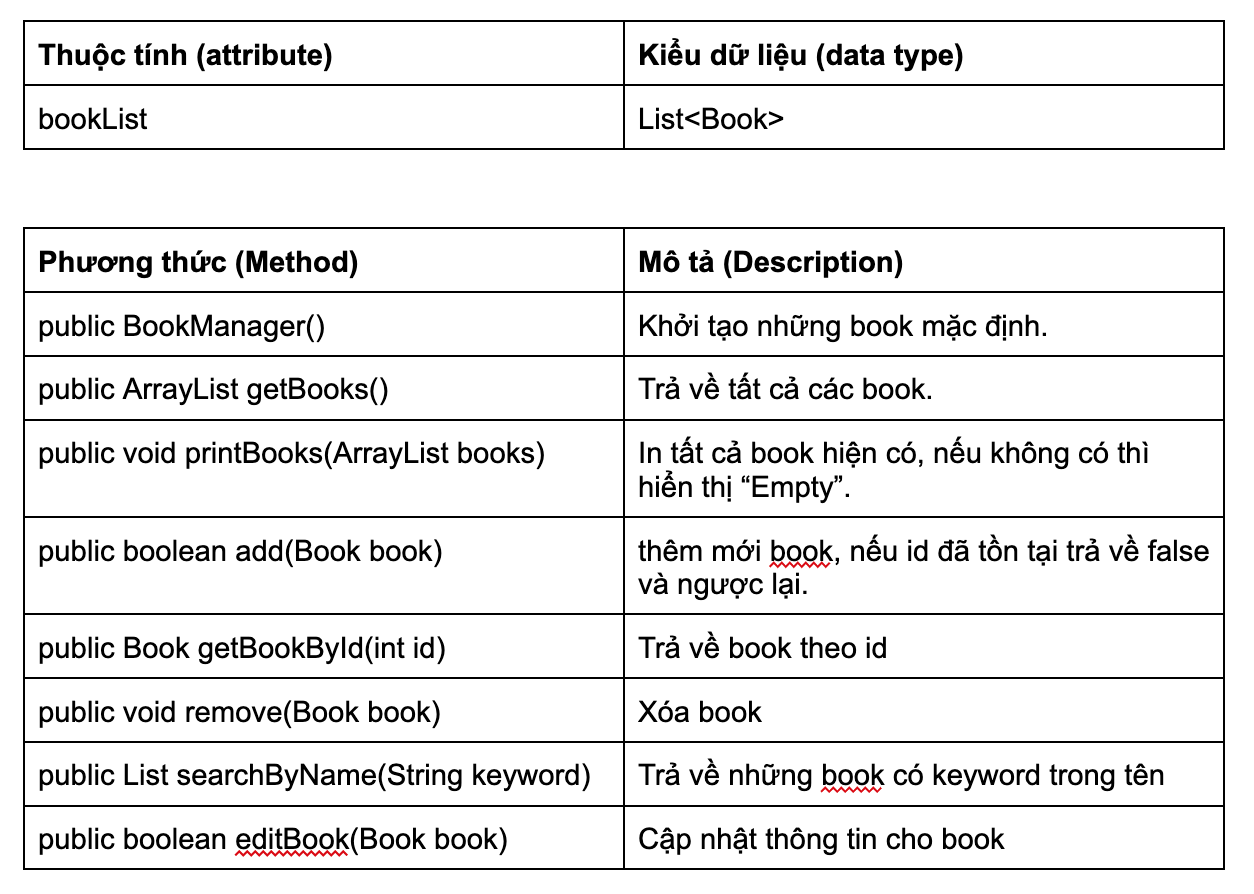 Thuộc tính (attribute)
Kiểu dữ liệu (data type)
bookList
List<Book>
Phương thức (Method)
Mô tả (Description)
public BookManager()
Khởi tạo những book mặc định.
public ArrayList getBooks()
Trả về tất cả các book.
public void printBooks(ArrayList books)
In tất cả book hiện có, nếu không có thì
hiển thị “Empty”.
public boolean add(Book book)
thêm mới book, nếu id đã tồn tại trả về false
và ngược lại.
public Book getBookById(int id)
Trả về book theo id
public void remove(Book book)
Xóa book
public List searchByName(String keyword)
Trả về những book có keyword trong tên
public boolean editBook(Book book)
Cập nhật thông tin cho book